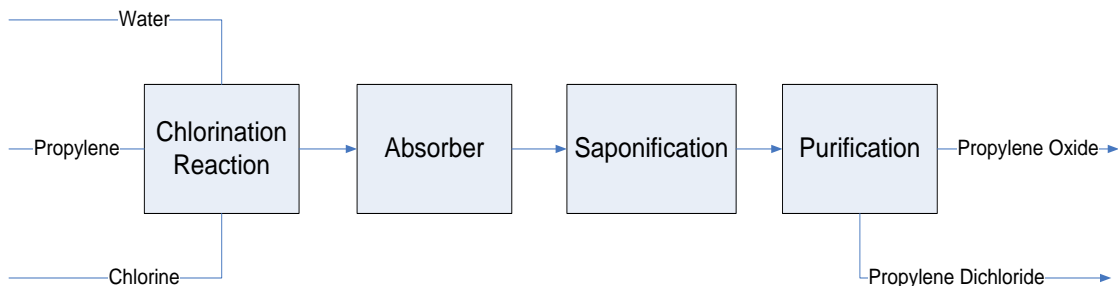 Water
Propylene
Chlorine
Chlorination
Reaction
Absorber
Saponification
Purification
Propylene Oxide
Propylene Dichloride